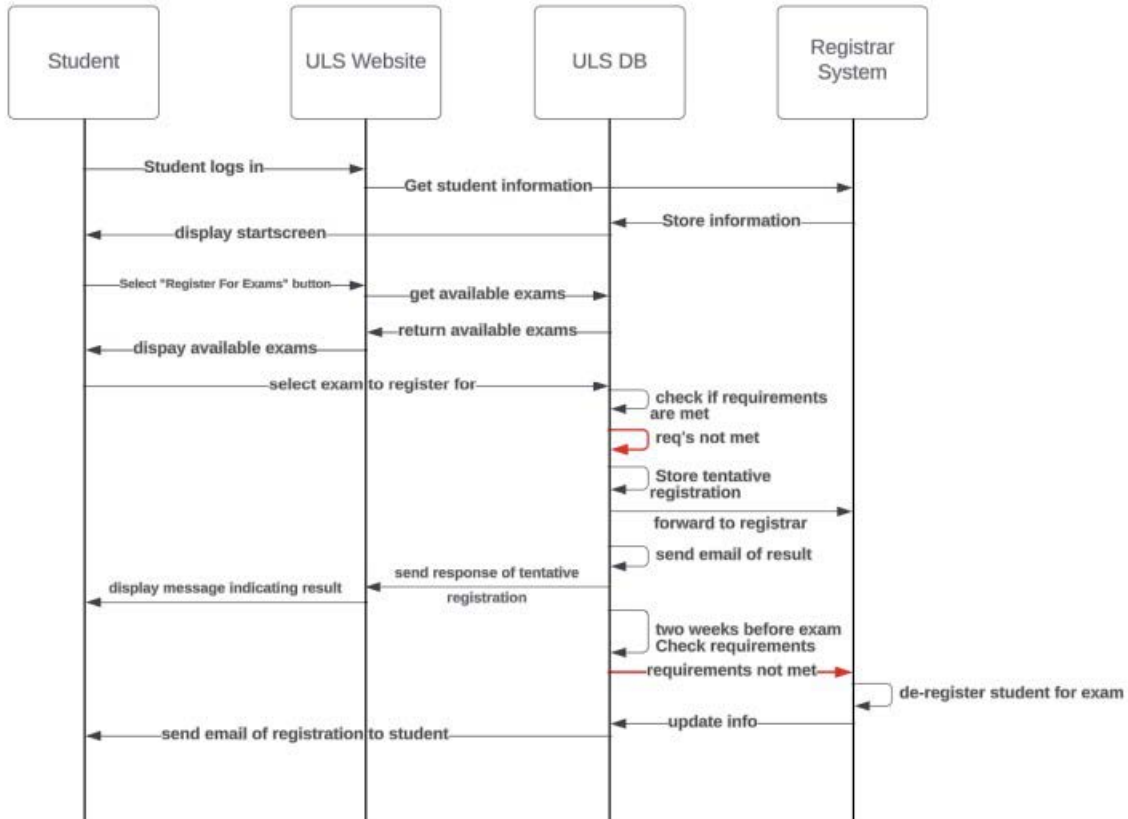 Student
ULS Website
ULS DB
Registrar
System
Student logs in
Get student information
Store information
display startscreen
Select "Register For Exams" button
get available exams
return available exams
dispay available exams
select exam to register for
check if requirements
are met
req's not met
Store tentative
registration
forward to registrar
send email of result
send response of tentative
registration
display message indicating result
two weeks before exam
Check requirements
requirements not met
de-register student for exam
update info
send email of registration to student